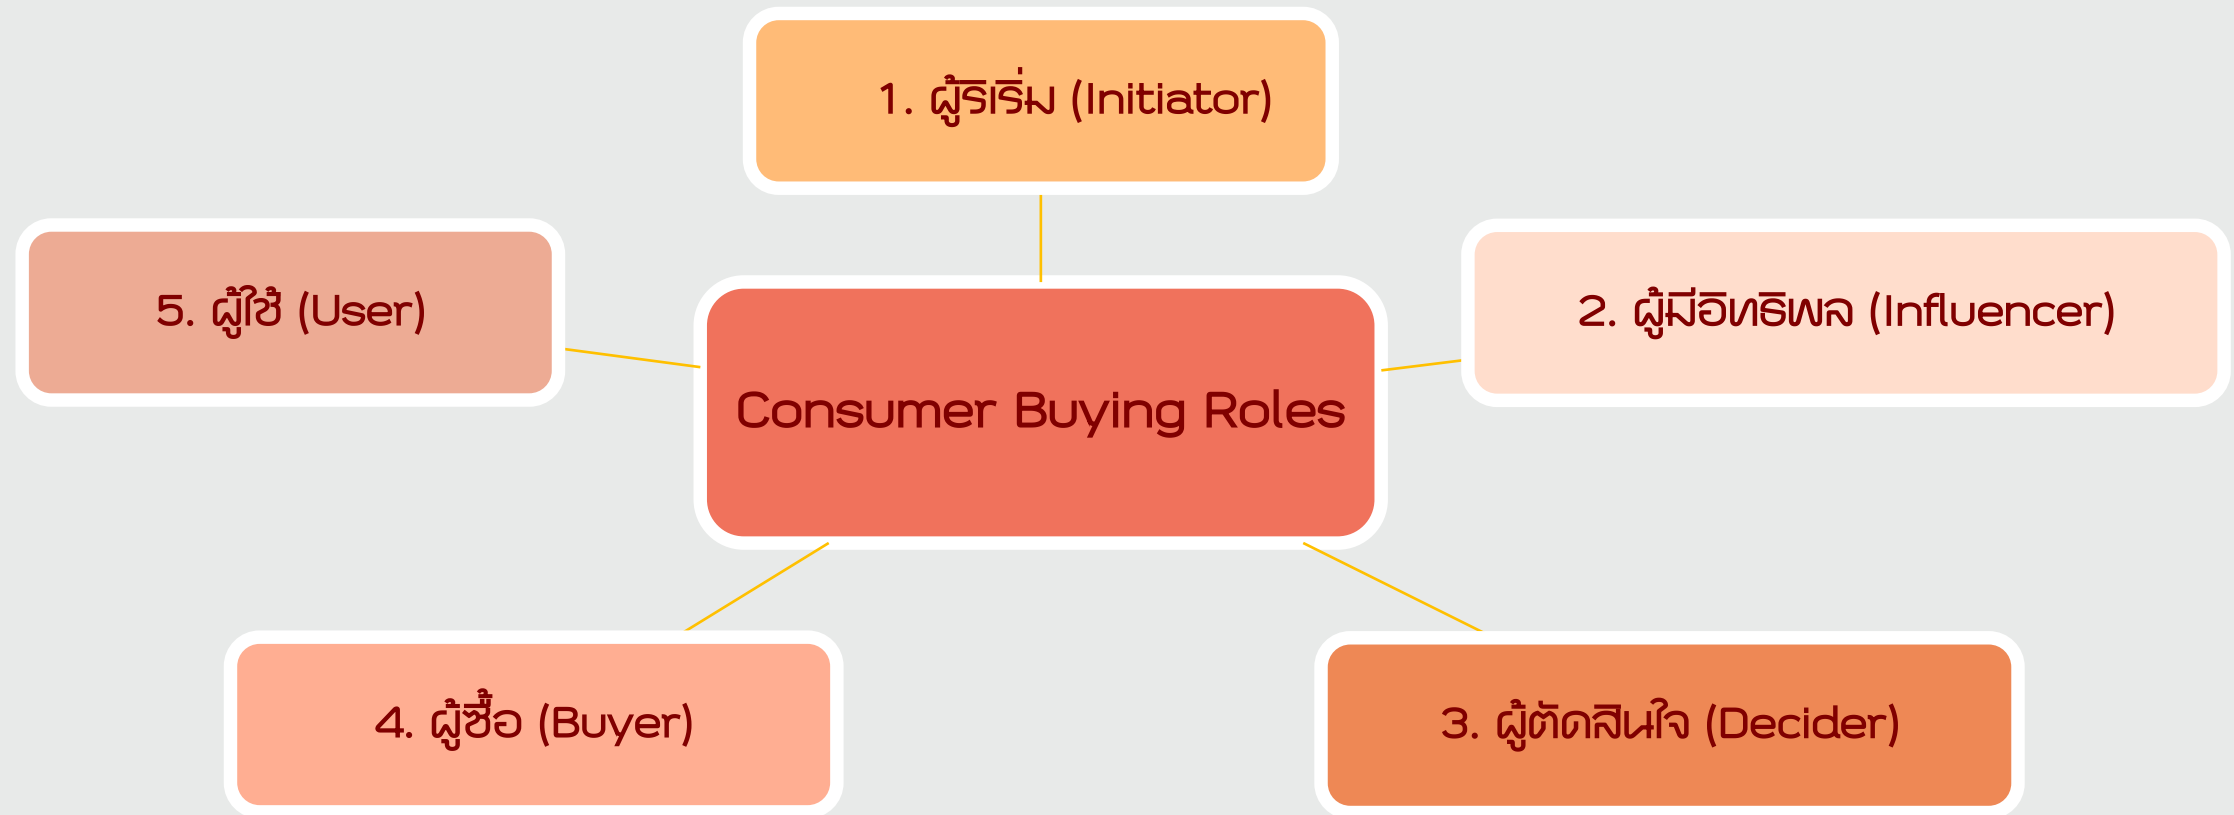 1. ผู้ริเริ่ม (Initiator)
5. ผู้ใช้ (User)
2. ผู้มีอิทธิพล (Influencer)
Consumer Buying Roles
4. ผู้ซื้อ (Buyer)
3. ผู้ตัดสินใจ (Decider)